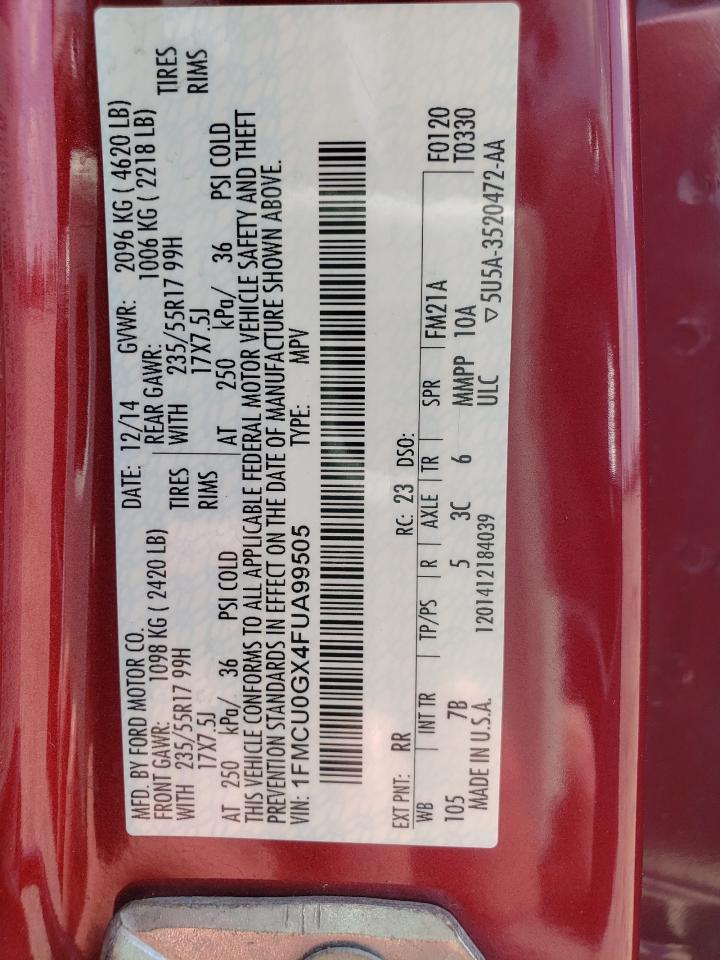 MFD. BY FORD MOTOR CO. DATE: 12/14 GVWR: 2096 KG ( 4620 LB)
FRONT GAWR: 1098 KG ( 2420 LB) REAR GAWR: 1006 KG ( 2218 LB)
WITH 235/55R17 99H TIRES WITH 235/55R17 99H TIRES
17X7.5J RIMS 17X7.5J RIMS
AT 250 kPa/ 36 PSI COLD AT 250 kPa/ 36 PSI COLD
THIS VEHICLE CONFORMS TO ALL APPLICABLE FEDERAL MOTOR VEHICLE SAFETY AND THEFT
PREVENTION STANDARDS IN EFFECT ON THE DATE OF MANUFACTURE SHOWN ABOVE.
VIN: 1FMCU0GX4FUA99505 TYPE: MPV
EXT PNT: RR RC: 23 DSO:
WB INT TR TP/PS R AXLE TR SPR FM21A F0120
105 7B 5 3C 6 MMPP 10A T0330
MADE IN U.S.A. 1201412184039 ULC ▽5U5A-3520472-AA